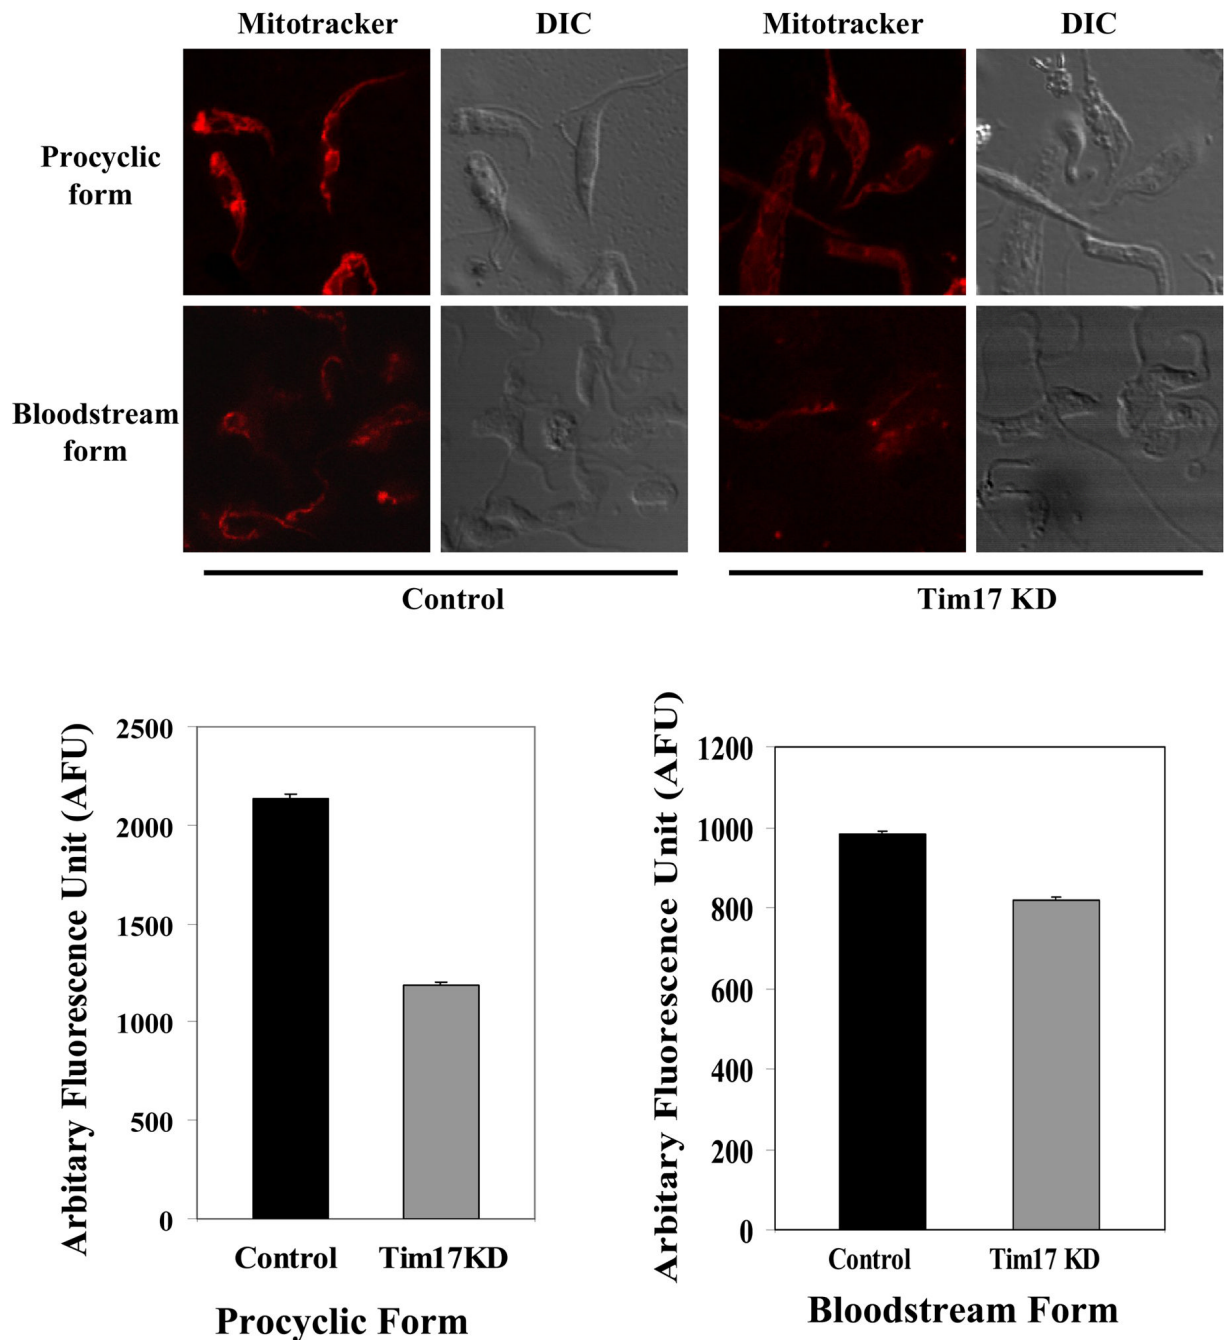 Mitotracker DIC Mitotracker DIC
Procyclic
form
Bloodstream
form
Control Tim17 KD
Arbitary Fluorescence Unit (AFU)
2500
2000
1500
1000
500
0
Control Tim17KD
Procyclic Form
Arbitary Fluorescence Unit (AFU)
1200
1000
800
600
400
200
0
Control Tim17 KD
Bloodstream Form